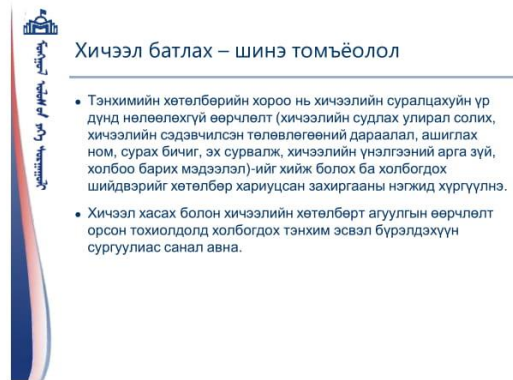 Хичээл батлах – шинэ томъёолол
• Тэнхимийн хөтөлбөрийн хороо нь хичээлийн суралцахуйн үр
дүнд нөлөөлөхгүй өөрчлөлт (хичээлийн судлах улирал солих,
хичээлийн сэдэвчилсэн төлөвлөгөөний дараалал, ашиглах
ном, сурах бичиг, эх сурвалж, хичээлийн үнэлгээний арга зүй,
холбоо барих мэдээлэл)-ийг хийж болох ба холбогдох
шийдвэрийг хөтөлбөр хариуцсан захиргааны нэгжид хүргүүлнэ.
• Хичээл хасах болон хичээлийн хөтөлбөрт агуулгын өөрчлөлт
орсон тохиолдолд холбогдох тэнхим эсвэл бүрэлдэхүүн
сургуулиас санал авна.